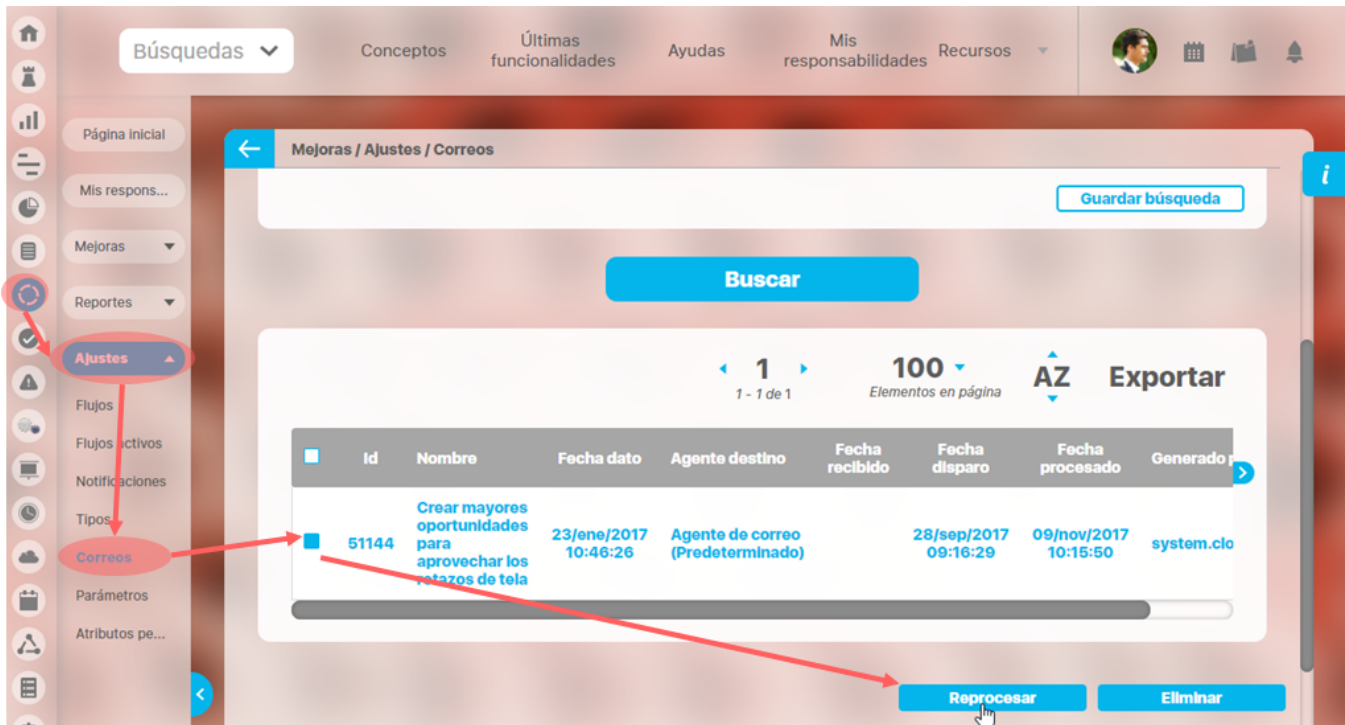 Búsquedas
Conceptos
Últimas
funcionalidades
Ayudas
Mis
responsabilidades
Recursos
Página inicial
Mis respons...
Mejoras
Reportes
Ajustes
Flujos
Flujos activos
Notificaciones
Tipos
Correos
Parámetros
Atributos pe...
Mejoras / Ajustes / Correos
i
Guardar búsqueda
Buscar
1
1 - 1 de 1
100
Elementos en página
AZ
Exportar
Id
Nombre
Fecha dato
Agente destino
Fecha
recibido
Fecha
disparo
Fecha
procesado
Generado p
51144
Crear mayores
oportunidades
para
aprovechar los
retazos de tela
23/ene/2017
10:46:26
Agente de correo
(Predeterminado)
28/sep/2017
09:16:29
09/nov/2017
10:15:50
system.clo
Reprocesar
Eliminar